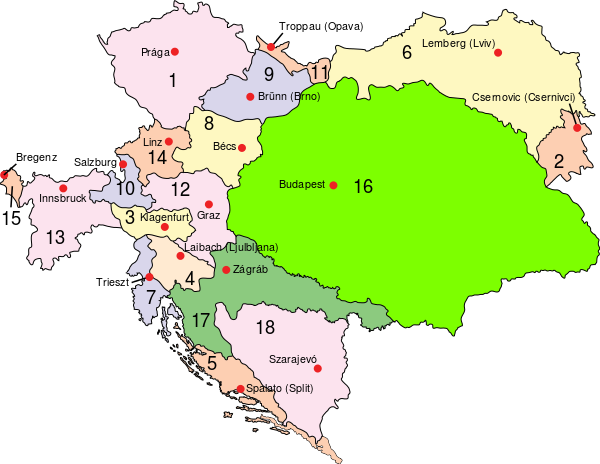 Troppau (Opava)
6
Lemberg (Lviv)
Prága
1
9
11
Brünn (Brno)
Csernovic (Csernivci)
8
Linz
14
Bécs
2
Bregenz
Salzburg
10
12
Innsbruck
15
3
Klagenfurt
Graz
Budapest
16
13
Laibach (Ljulbljana)
Zágráb
Trieszt
4
7
17
18
5
Szarajevó
Spalato (Split)